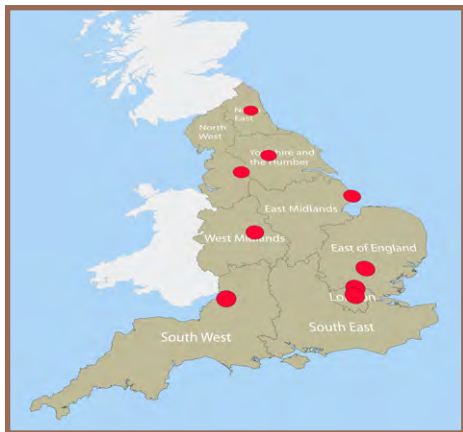 North
East
North
West
Yorkshire and
the Humber
East Midlands
West Midlands
East of England
London
South East
South West